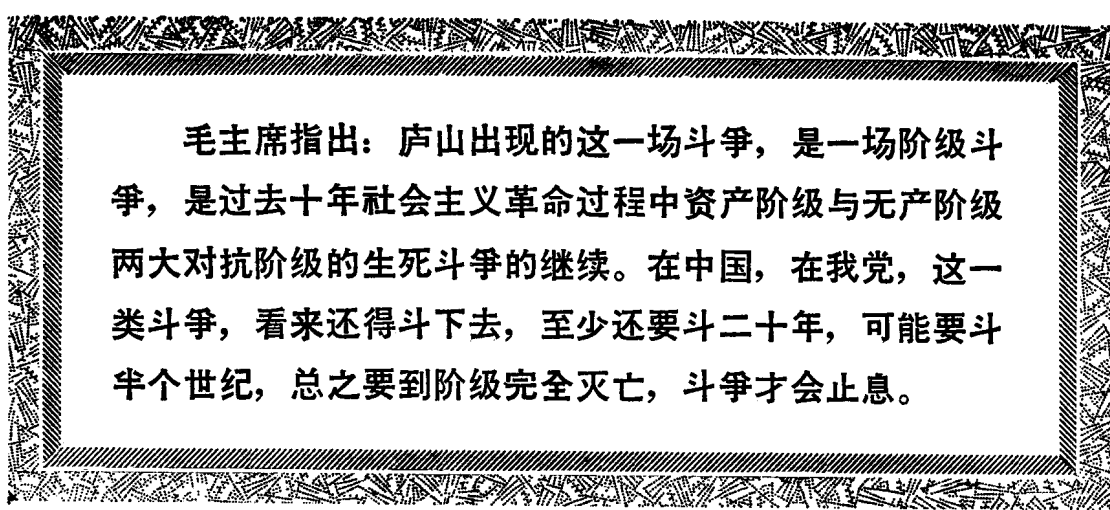 毛主席指出：庐山出现的这一场斗爭，是一场阶级斗
爭，是过去十年社会主义革命过程中资产阶级与无产阶级
两大对抗阶级的生死斗爭的继续。在中国，在我党，这一
类斗爭，看来还得斗下去，至少还要斗二十年，可能要斗
半个世纪，总之要到阶级完全灭亡，斗爭才会止息。